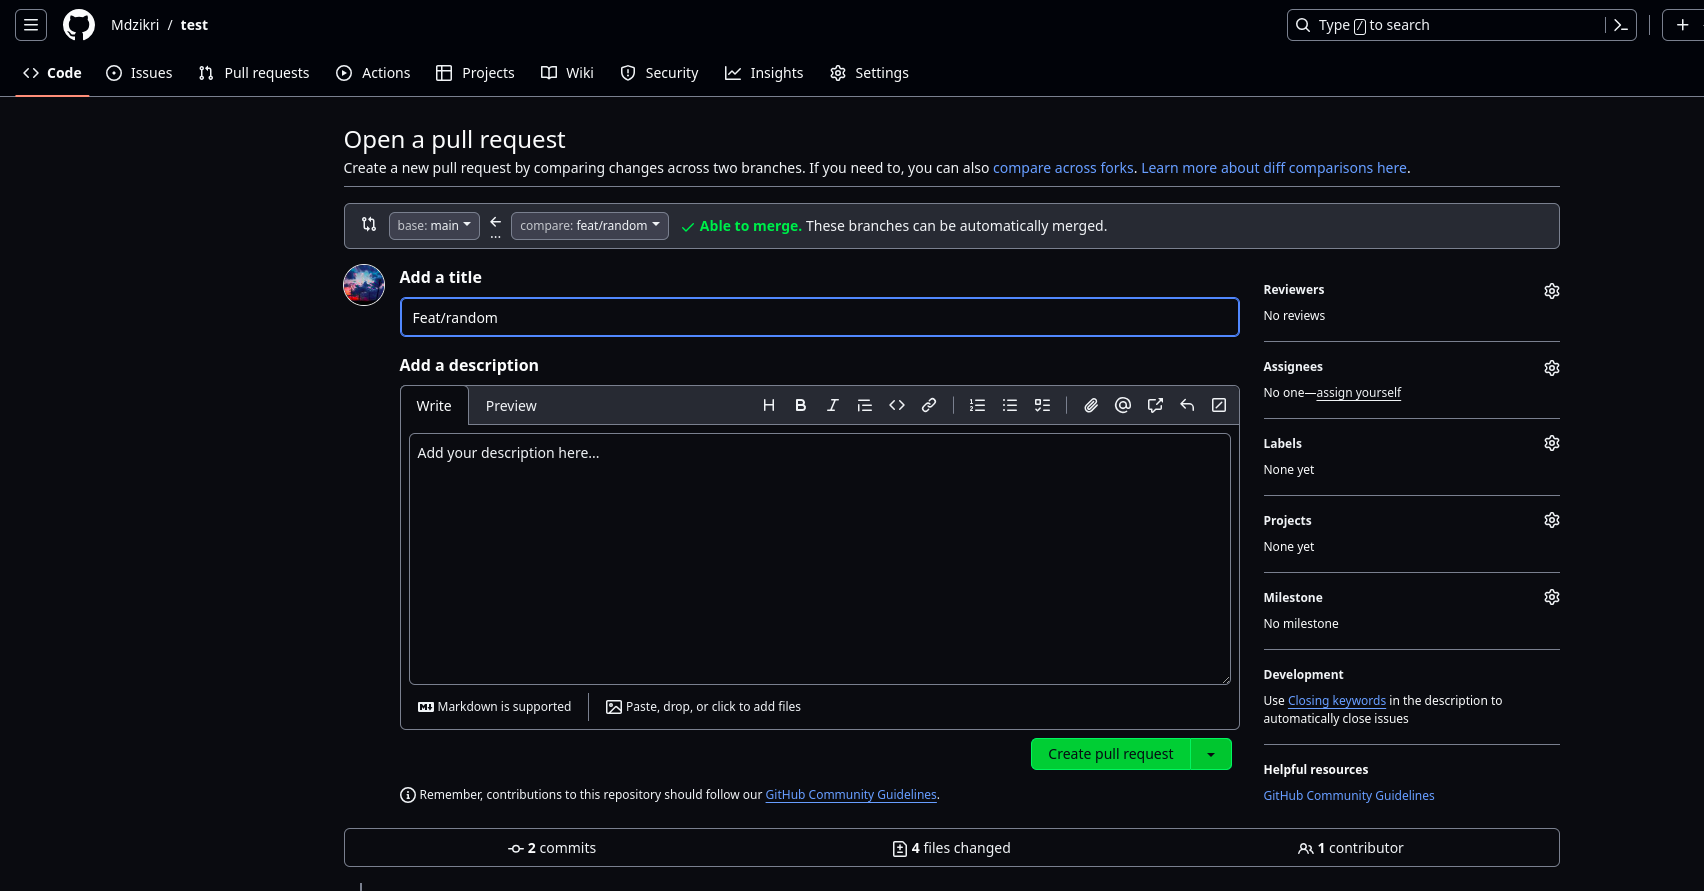 Mdzikri / test
Type / to search
Code
Issues
Pull requests
Actions
Projects
Wiki
Security
Insights
Settings
Open a pull request
Create a new pull request by comparing changes across two branches. If you need to, you can also compare across forks. Learn more about diff comparisons here.
base: main
...
compare: feat/random
Able to merge. These branches can be automatically merged.
Add a title
Feat/random
Add a description
Write
Preview
Add your description here...
Markdown is supported
Paste, drop, or click to add files
Create pull request
Remember, contributions to this repository should follow our GitHub Community Guidelines.
Reviewers
No reviews
Assignees
No one—assign yourself
Labels
None yet
Projects
None yet
Milestone
No milestone
Development
Use Closing keywords in the description to
automatically close issues
Helpful resources
GitHub Community Guidelines
2 commits
4 files changed
1 contributor